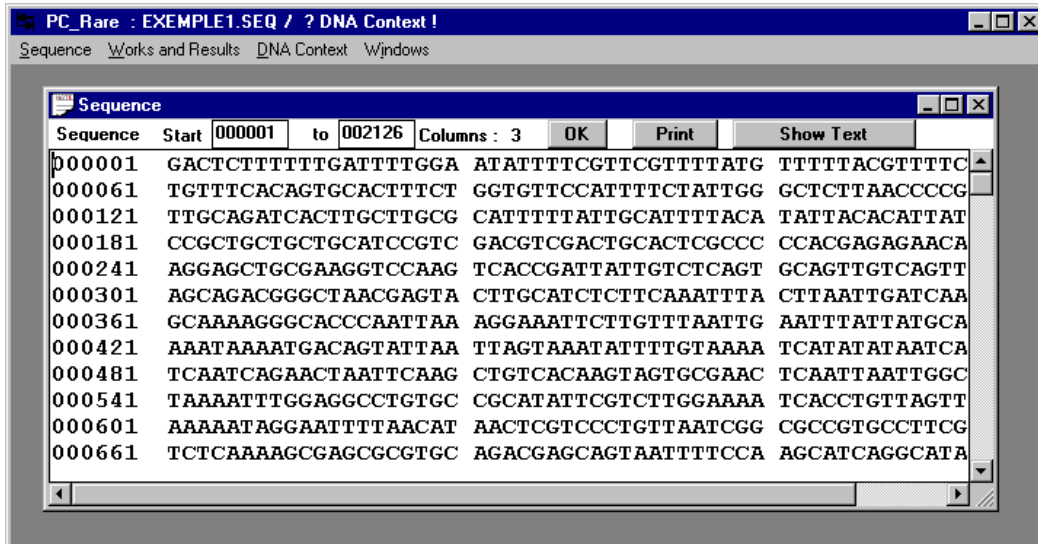 PC_Rare : EXEMPLE1.SEQ / ? DNA Context !
Sequence Works and Results DNA Context Windows
Sequence
Sequence Start 000001 to 002126 Columns : 3 OK Print Show Text
000001 GACTCTTTTTTGATTTTGGA ATATTTTCGTTCGTTTTATG TTTTTACGTTTTC
000061 TGTTTCACAGTGCACTTTCT GGTGTTCCATTTTCTATTGG GCTCTTAACCCCG
000121 TTGCAGATCACTTGCTTGCG CATTTTTATTGCATTTTACA TATTACACATTAT
000181 CCGCTGCTGCTGCATCCGTC GACGTCGACTGCACTCGCCC CCACGAGAGAACA
000241 AGGAGCTGCGAAGGTCCAAG TCACCGATTATTGTCTCAGT GCAGTTGTCAGTT
000301 AGCAGACGGGCTAACGAGTA CTTGCATCTCTTCAAATTTA CTTAATTGATCAA
000361 GCAAAAGGGCACCCAATTAA AGGAAATTCTTGTTTAATTG AATTTATTATGCA
000421 AAATAAAATGACAGTATTAA TTAGTAAATATTTTGTAAAA TCATATATAATCA
000481 TCAATCAGAACTAATTCAAG CTGTCACAAGTAGTGCGAAC TCAATTAATTGGC
000541 TAAAATTTGGAGGCCTGTGC CGCATATTCGTCTTGGAAAA TCACCTGTTAGTT
000601 AAAAATAGGAATTTTAACAT AACTCGTCCCTGTTAATCGG CGCCGTGCCTTCG
000661 TCTCAAAAGCGAGCGCGTGC AGACGAGCAGTAATTTTCCA AGCATCAGGCATA